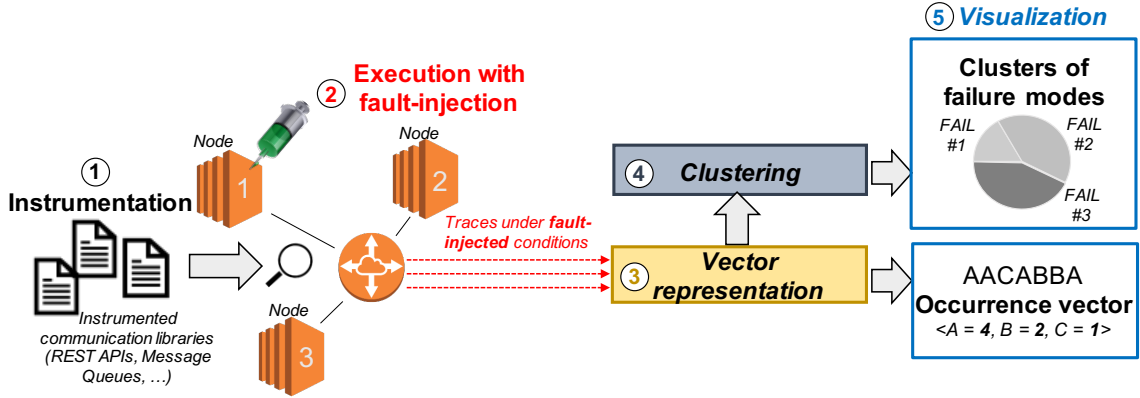 ① Instrumentation
Instrumented
communication libraries
(REST APIs, Message
Queues, …)
② Execution with
fault-injection
Node
1
Node
2
Node
3
Traces under fault-
injected conditions
③ Vector
representation
④ Clustering
⑤ Visualization
Clusters of
failure modes
FAIL
#1
FAIL
#2
FAIL
#3
AACABBA
Occurrence vector
<A = 4, B = 2, C = 1>